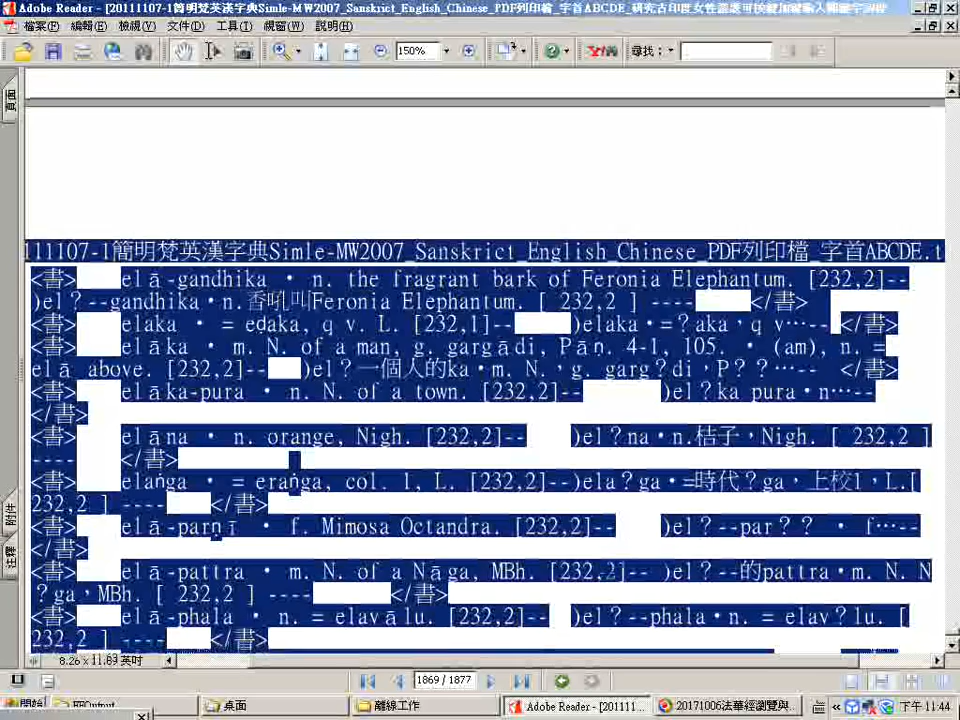 Adobe Reader - [20111107-1簡明梵英漢字典Simle-MW2007_Sanskrict_English_Chinese_PDF列印檔_字首ABCDE_研究古印度女性
檔案(F) 編輯(E) 檢視(V) 文件(D) 工具(T) 視窗(W) 說明(H)
150% 尋找:
頁面
111107-1簡明梵英漢字典Simle-MW2007_Sanskrict_English_Chinese_PDF列印檔_字首ABCDE.t
<書> elā-gandhika • n. the fragrant bark of Feronia Elephantum. [232,2]--
)el?--gandhika•n.香吼叫Feronia Elephantum. [ 232,2 ] ---- </書>
<書> elaka • = eḍaka, q v. L. [232,1]-- )elaka•=?aka，q v…-- </書>
<書> elāka • m. N. of a man, g. gargādi, Pāṇ. 4-1, 105. • (am), n. =
elā above. [232,2]-- )el?一個人的ka•m. N.，g. garg?di，P??…-- </書>
<書> elāka-pura • n. N. of a town. [232,2]-- )el?ka pura•n…--
</書>
<書> elāna • n. orange, Nigh. [232,2]-- )el?na•n.桔子，Nigh. [ 232,2 ]
---- </書>
<書> elaṅga • = eraṅga, col. 1, L. [232,2]--)ela?ga•=時代?ga，上校1，L.[
232,2 ] ---- </書>
<書> elā-parṇī • f. Mimosa Octandra. [232,2]-- )el?--par?? • f…--
</書>
<書> elā-pattra • m. N. of a Nāga, MBh. [232,2]-- )el?--的pattra•m. N. N
?ga，MBh. [ 232,2 ] ---- </書>
<書> elā-phala • n. = elavālu. [232,2]-- )el?--phala•n. = elav?lu. [
232,2 ] ---- </書>
附件
注釋
8.26 x 11.69 英吋
1869 / 1877
開始 FFOutput 桌面 離線工作 Adobe Reader - [201111... 20171006法華經瀏覽與... 下午 11:44